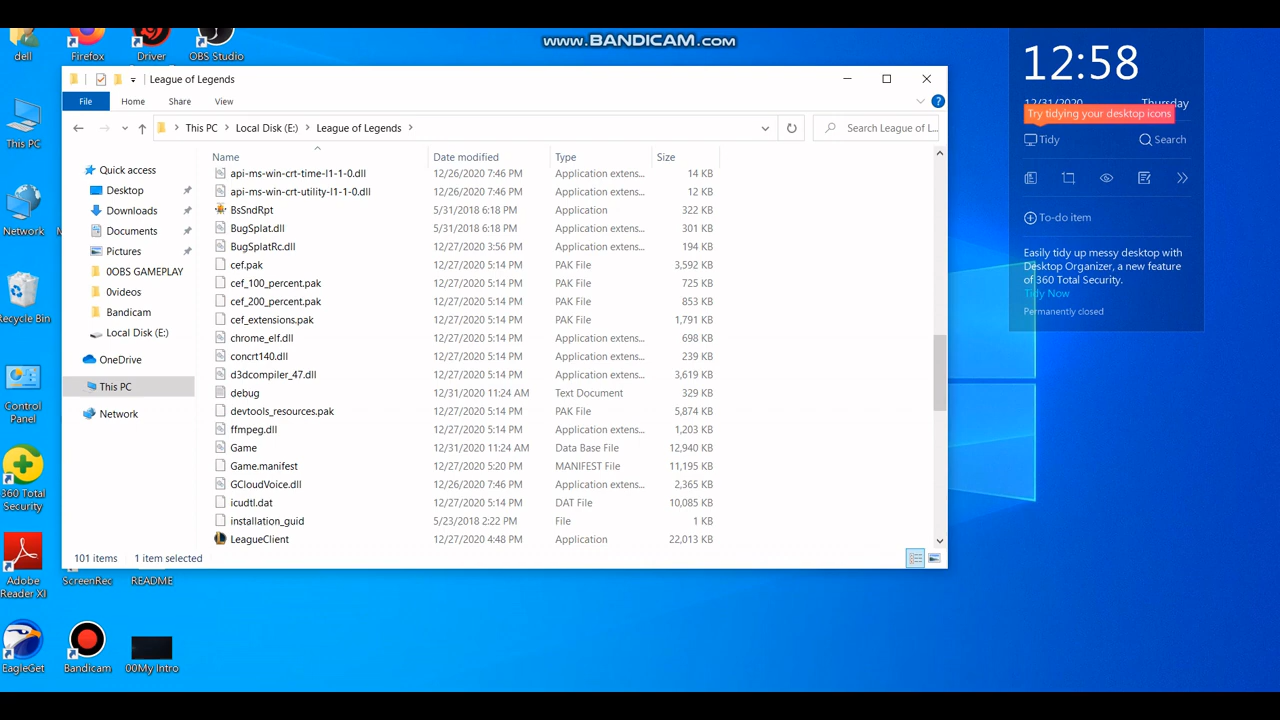 www.BANDICAM.com
dell
Firefox
Driver
OBS Studio
This PC
Network
Recycle Bin
Control
Panel
360 Total
Security
Adobe
Reader XI
ScreenRec
README
EagleGet
Bandicam
00My Intro
League of Legends
File
Home
Share
View
This PC
Local Disk (E:)
League of Legends
Search League of L...
Quick access
Desktop
Downloads
Documents
Pictures
0OBS GAMEPLAY
0videos
Bandicam
Local Disk (E:)
OneDrive
This PC
Network
Name Date modified Type Size
api-ms-win-crt-time-l1-1-0.dll 12/26/2020 7:46 PM Application extens... 14 KB
api-ms-win-crt-utility-l1-1-0.dll 12/26/2020 7:46 PM Application extens... 12 KB
BsSndRpt 5/31/2018 6:18 PM Application 322 KB
BugSplat.dll 5/31/2018 6:18 PM Application extens... 301 KB
BugSplatRc.dll 12/27/2020 3:56 PM Application extens... 194 KB
cef.pak 12/27/2020 5:14 PM PAK File 3,592 KB
cef_100_percent.pak 12/27/2020 5:14 PM PAK File 725 KB
cef_200_percent.pak 12/27/2020 5:14 PM PAK File 853 KB
cef_extensions.pak 12/27/2020 5:14 PM PAK File 1,791 KB
chrome_elf.dll 12/27/2020 5:14 PM Application extens... 698 KB
concrt140.dll 12/27/2020 5:14 PM Application extens... 239 KB
d3dcompiler_47.dll 12/27/2020 5:14 PM Application extens... 3,619 KB
debug 12/31/2020 11:24 AM Text Document 329 KB
devtools_resources.pak 12/27/2020 5:14 PM PAK File 5,874 KB
ffmpeg.dll 12/27/2020 5:14 PM Application extens... 1,203 KB
Game 12/31/2020 11:24 AM Data Base File 12,940 KB
Game.manifest 12/27/2020 5:20 PM MANIFEST File 11,195 KB
GCloudVoice.dll 12/26/2020 7:46 PM Application extens... 2,365 KB
icudtl.dat 12/27/2020 5:14 PM DAT File 10,085 KB
installation_guid 5/23/2018 2:22 PM File 1 KB
LeagueClient 12/27/2020 4:48 PM Application 22,013 KB
101 items 1 item selected
12:58
12/31/2020 Thursday
Try tidying your desktop icons
Tidy Search
To-do item
Easily tidy up messy desktop with
Desktop Organizer, a new feature
of 360 Total Security.
Tidy Now
Permanently closed